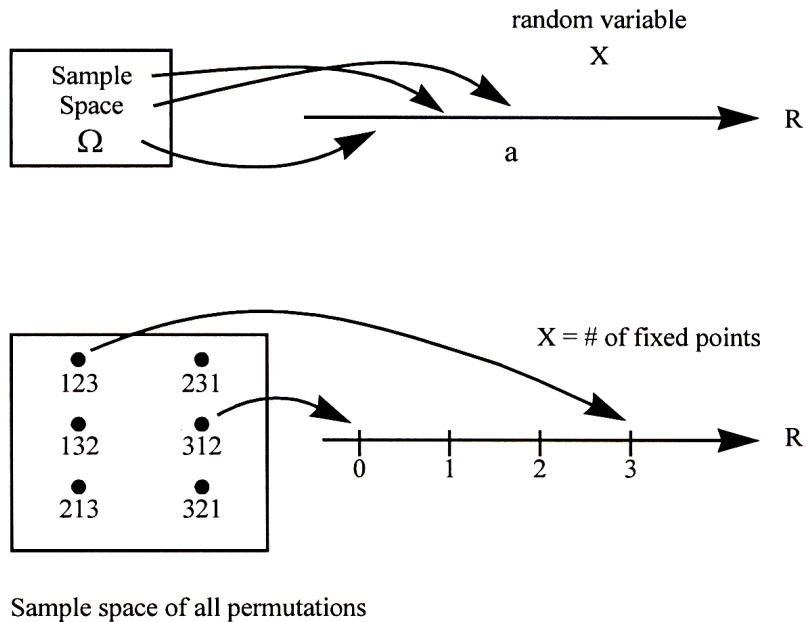 random variable
X
Sample
Space
Ω
R
a
X = # of fixed points
123 231
132 312
213 321
R
0 1 2 3
Sample space of all permutations